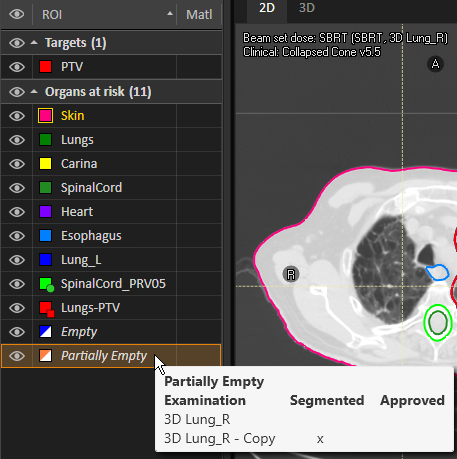 ROI Matl
Targets (1)
PTV
Organs at risk (11)
Skin
Lungs
Carina
SpinalCord
Heart
Esophagus
Lung_L
SpinalCord_PRV05
Lungs-PTV
Empty
Partially Empty
2D 3D
Beam set dose: SBRT (SBRT, 3D Lung_R)
Clinical: Collapsed Cone v5.5
A
R
Partially Empty
Examination Segmented Approved
3D Lung_R
3D Lung_R - Copy x